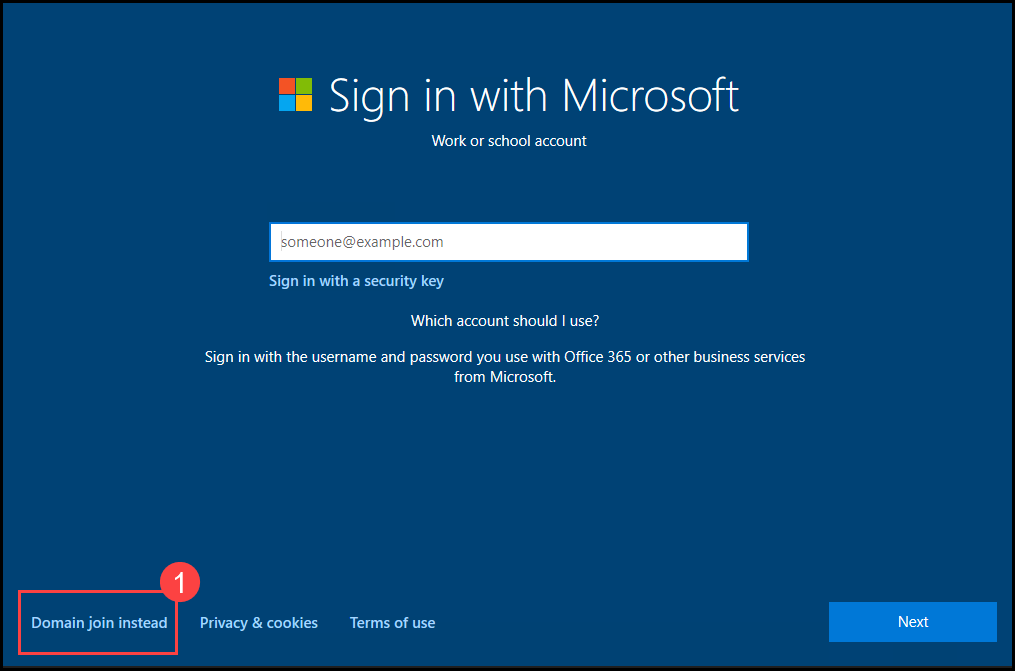 Sign in with Microsoft
Work or school account
someone@example.com
Sign in with a security key
Which account should I use?
Sign in with the username and password you use with Office 365 or other business services
from Microsoft.
1
Domain join instead
Privacy & cookies
Terms of use
Next